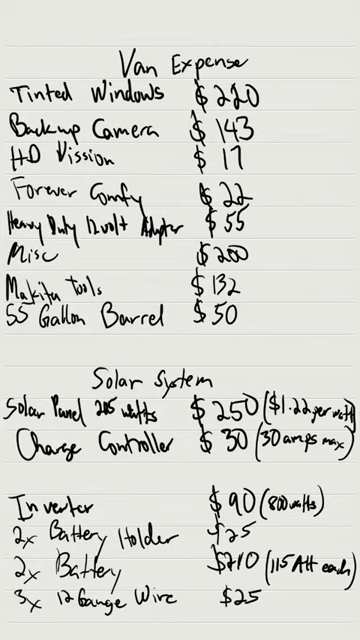 Van Expense
Tinted Windows $220
Backup Camera $143
HD Vission $17
Forever Comfy $22
Heavy Duty 12volt Adapter $55
Misc $200
Makita tools $132
55 Gallon Barrel $50
Solar System
Solar Panel 205 watts $250 ($1.22 per watt)
Charge Controller $30 (30 amps max)
Inverter $90 (800 watts)
2x Battery Holder $25
2x Battery $210 (115 AH each)
3x 12 Gauge Wire $25